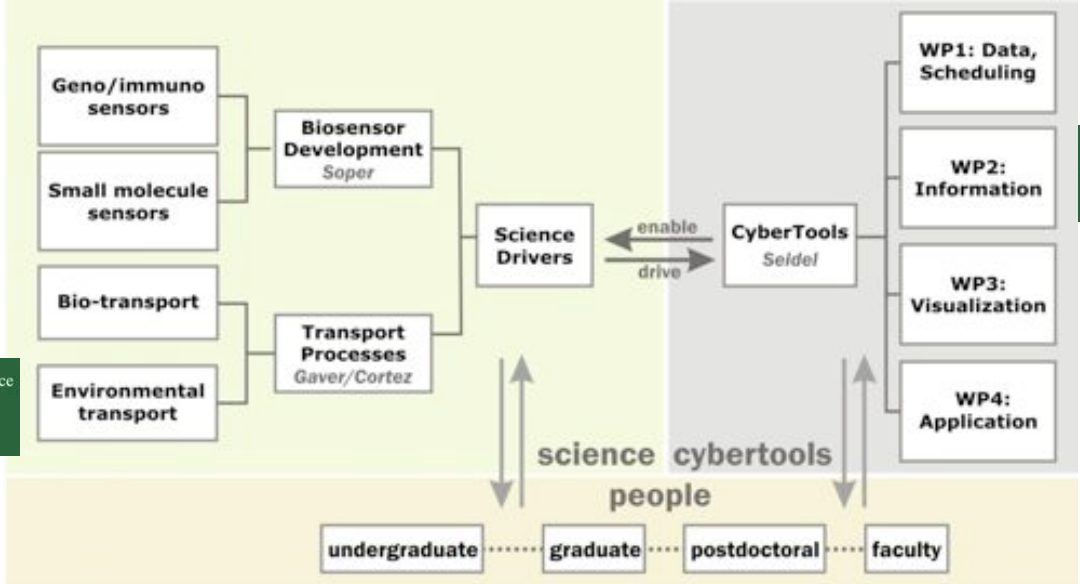 Geno/immuno
sensors
Small molecule
sensors
Bio-transport
Environmental
transport
Biosensor
Development
Soper
Transport
Processes
Gaver/Cortez
Science
Drivers
enable
drive
CyberTools
Seidel
WP1: Data,
Scheduling
WP2:
Information
WP3:
Visualization
WP4:
Application
ce
science cybertools
people
undergraduate
graduate
postdoctoral
faculty